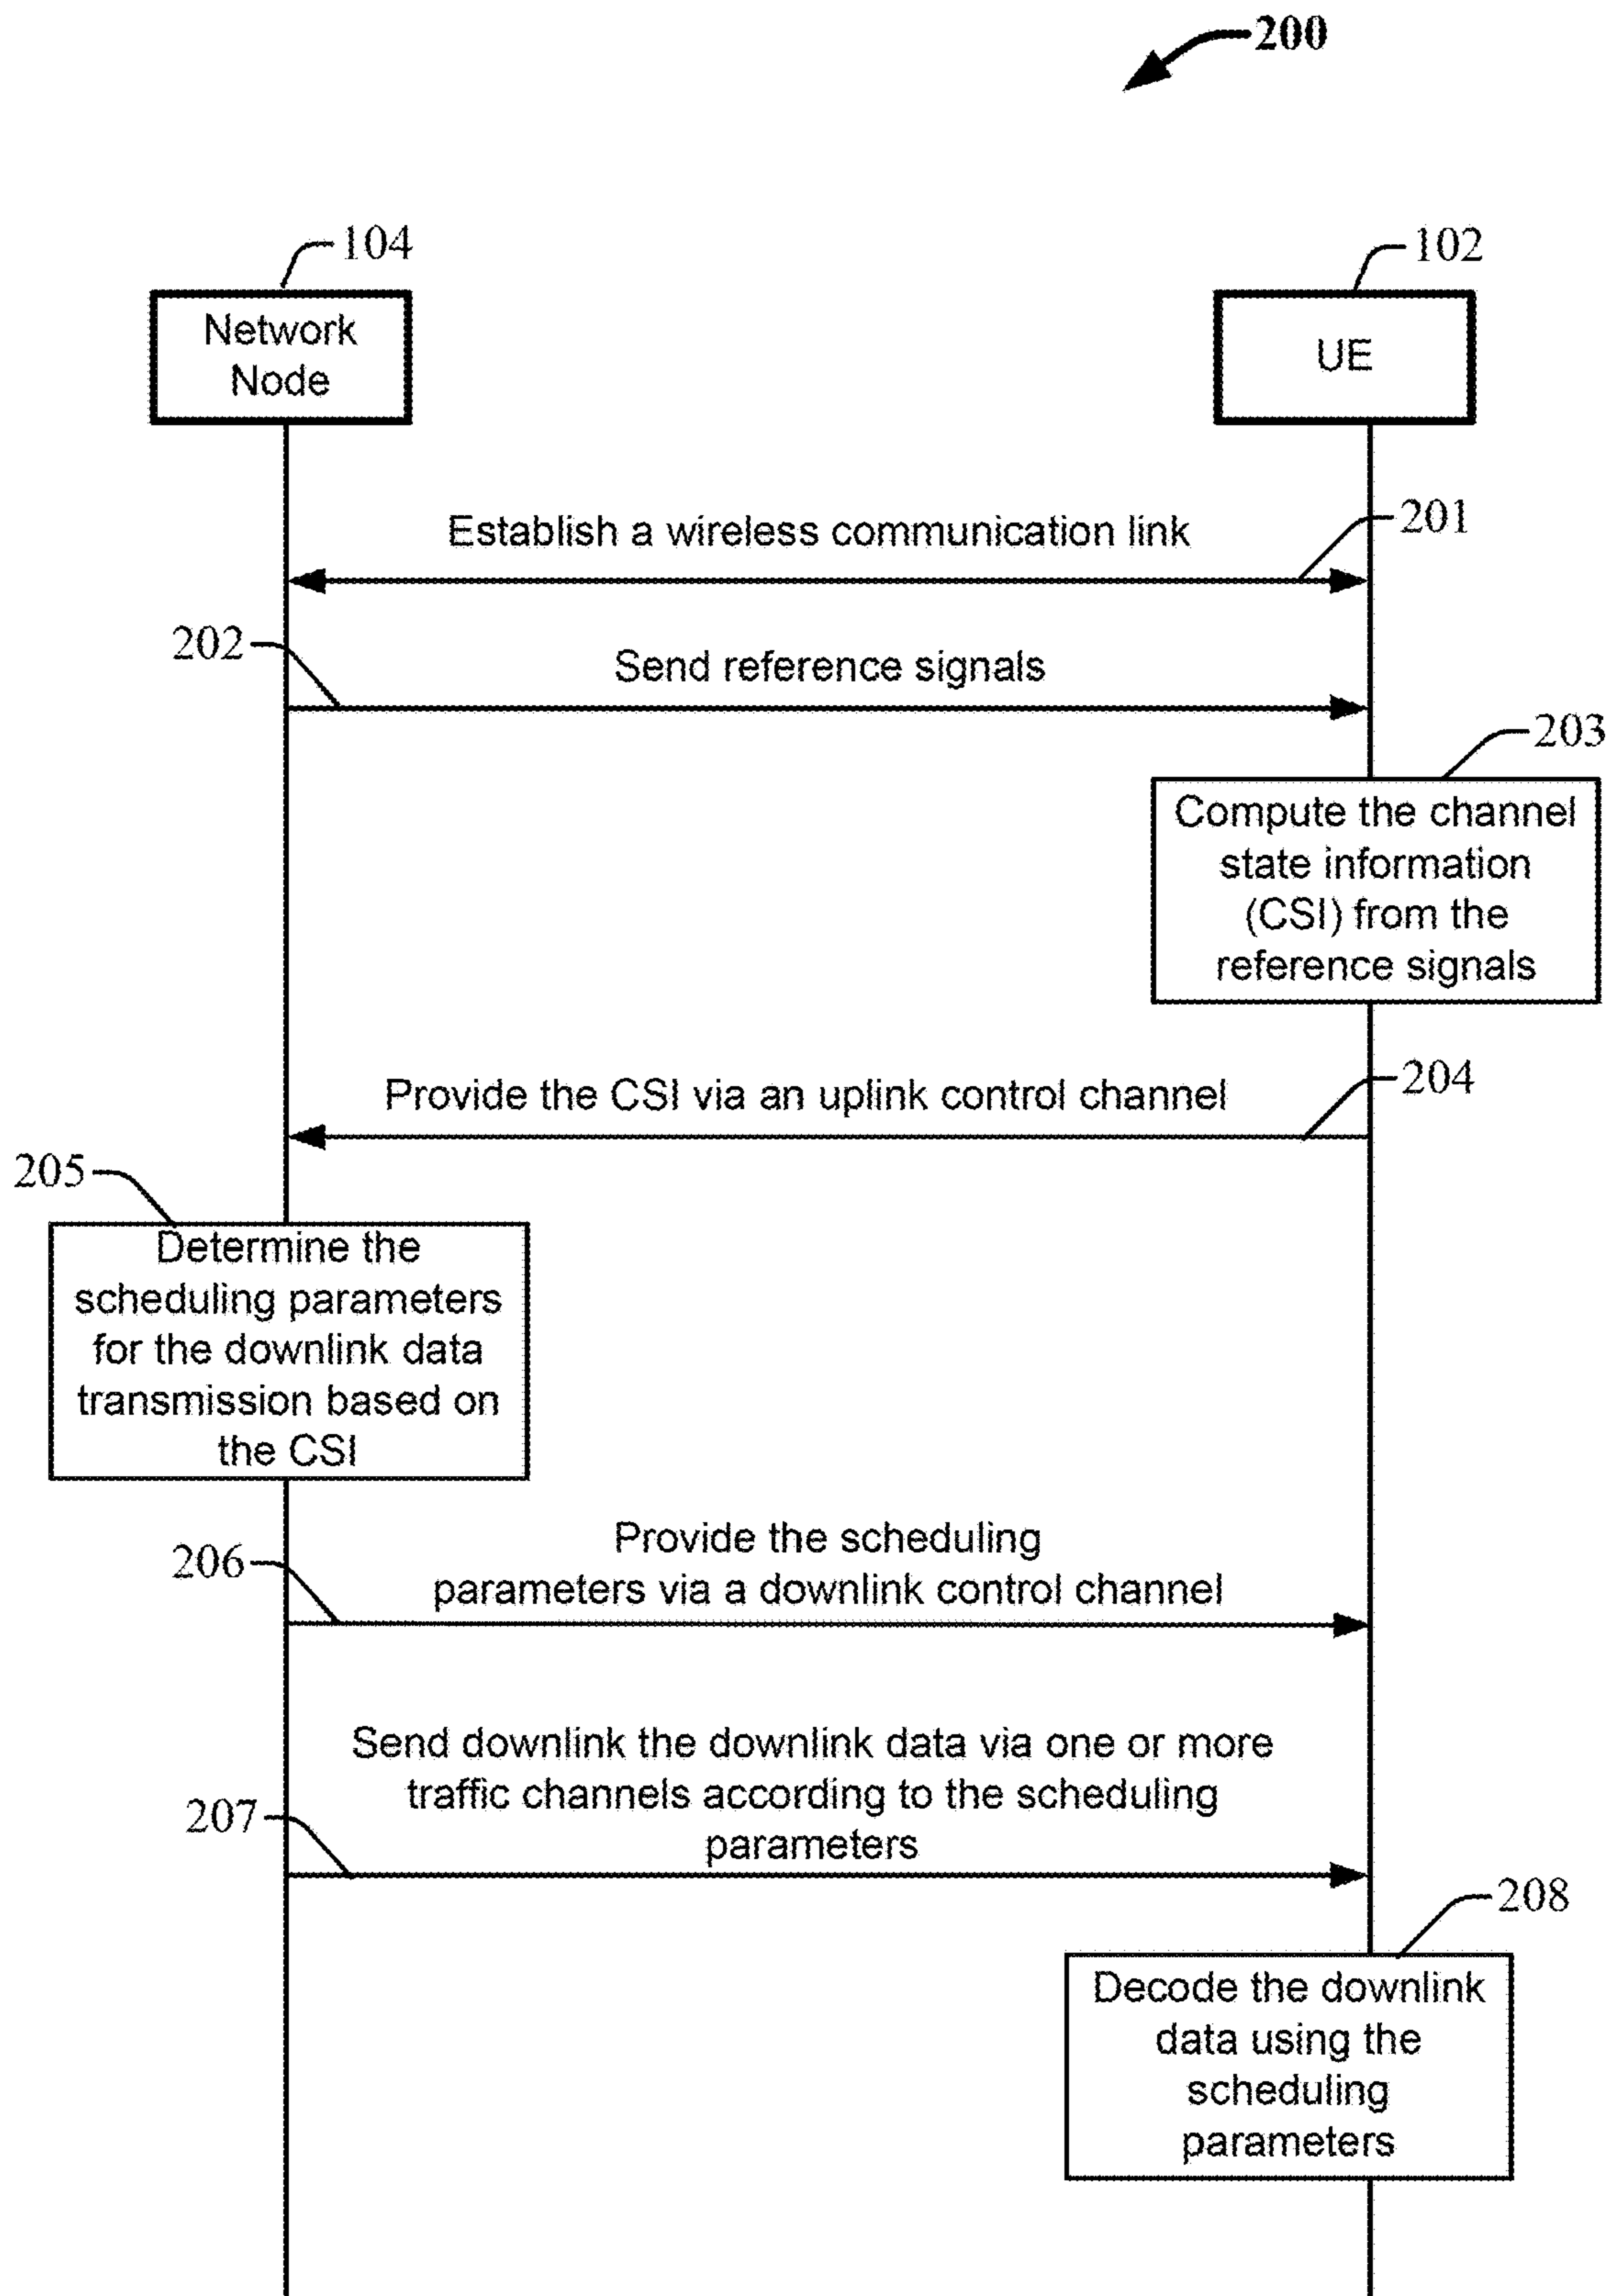 200
104
102
Network
Node
UE
Establish a wireless communication link
201
202
Send reference signals
203
Compute the channel
state information
(CSI) from the
reference signals
Provide the CSI via an uplink control channel
204
205
Determine the
scheduling parameters
for the downlink data
transmission based on
the CSI
Provide the scheduling
parameters via a downlink control channel
206
Send downlink the downlink data via one or more
traffic channels according to the scheduling
parameters
207
208
Decode the downlink
data using the
scheduling
parameters